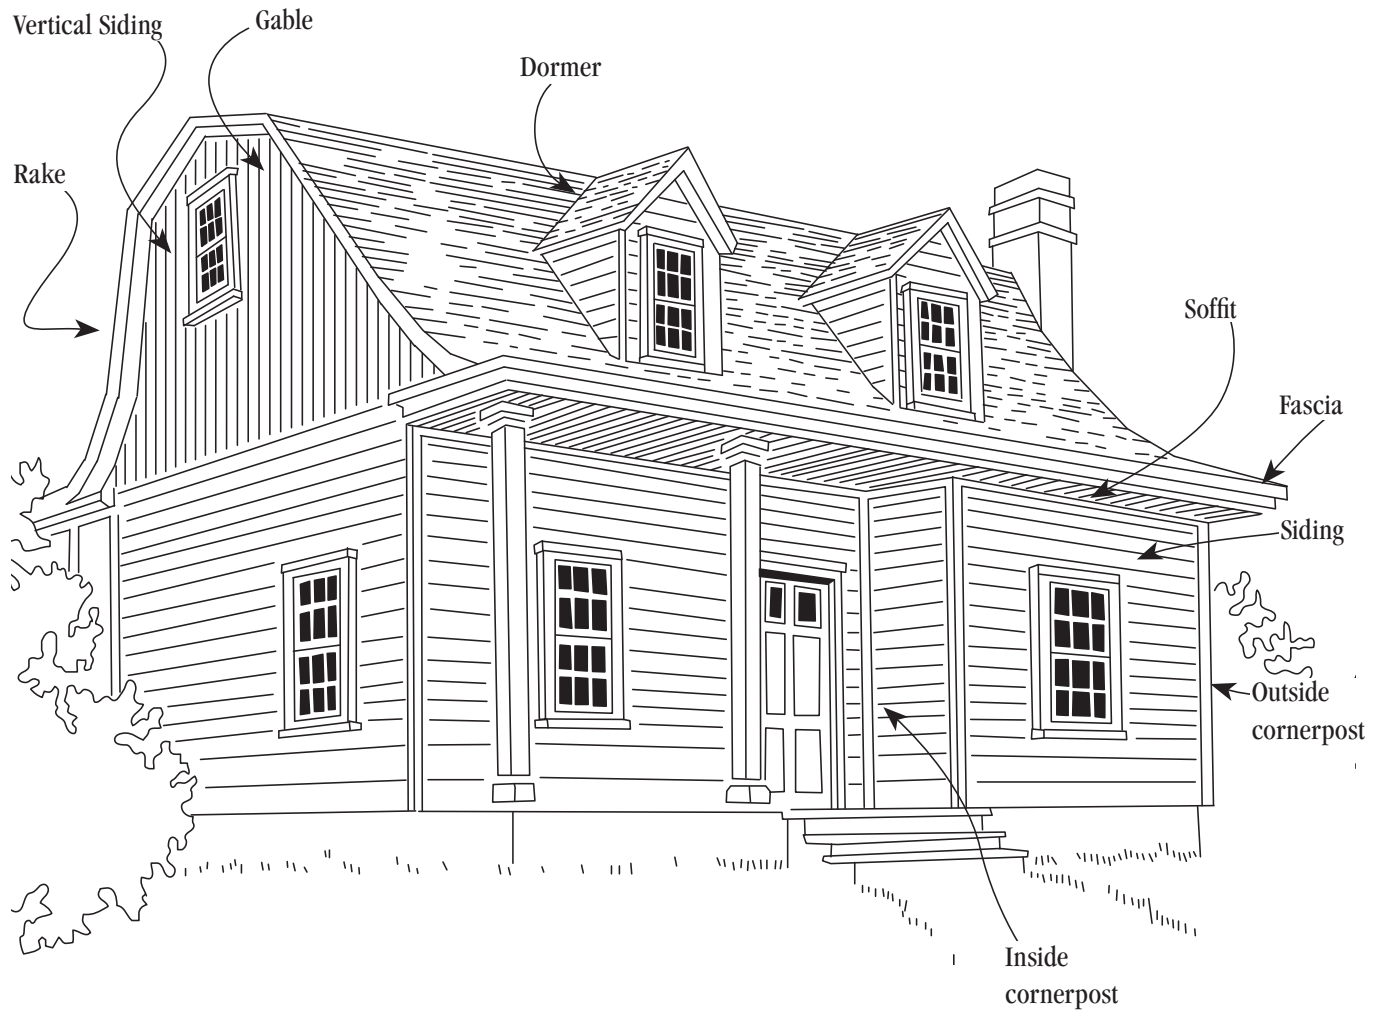 Vertical Siding
Gable
Dormer
Rake
Soffit
Fascia
Siding
Outside
cornerpost
Inside
cornerpost